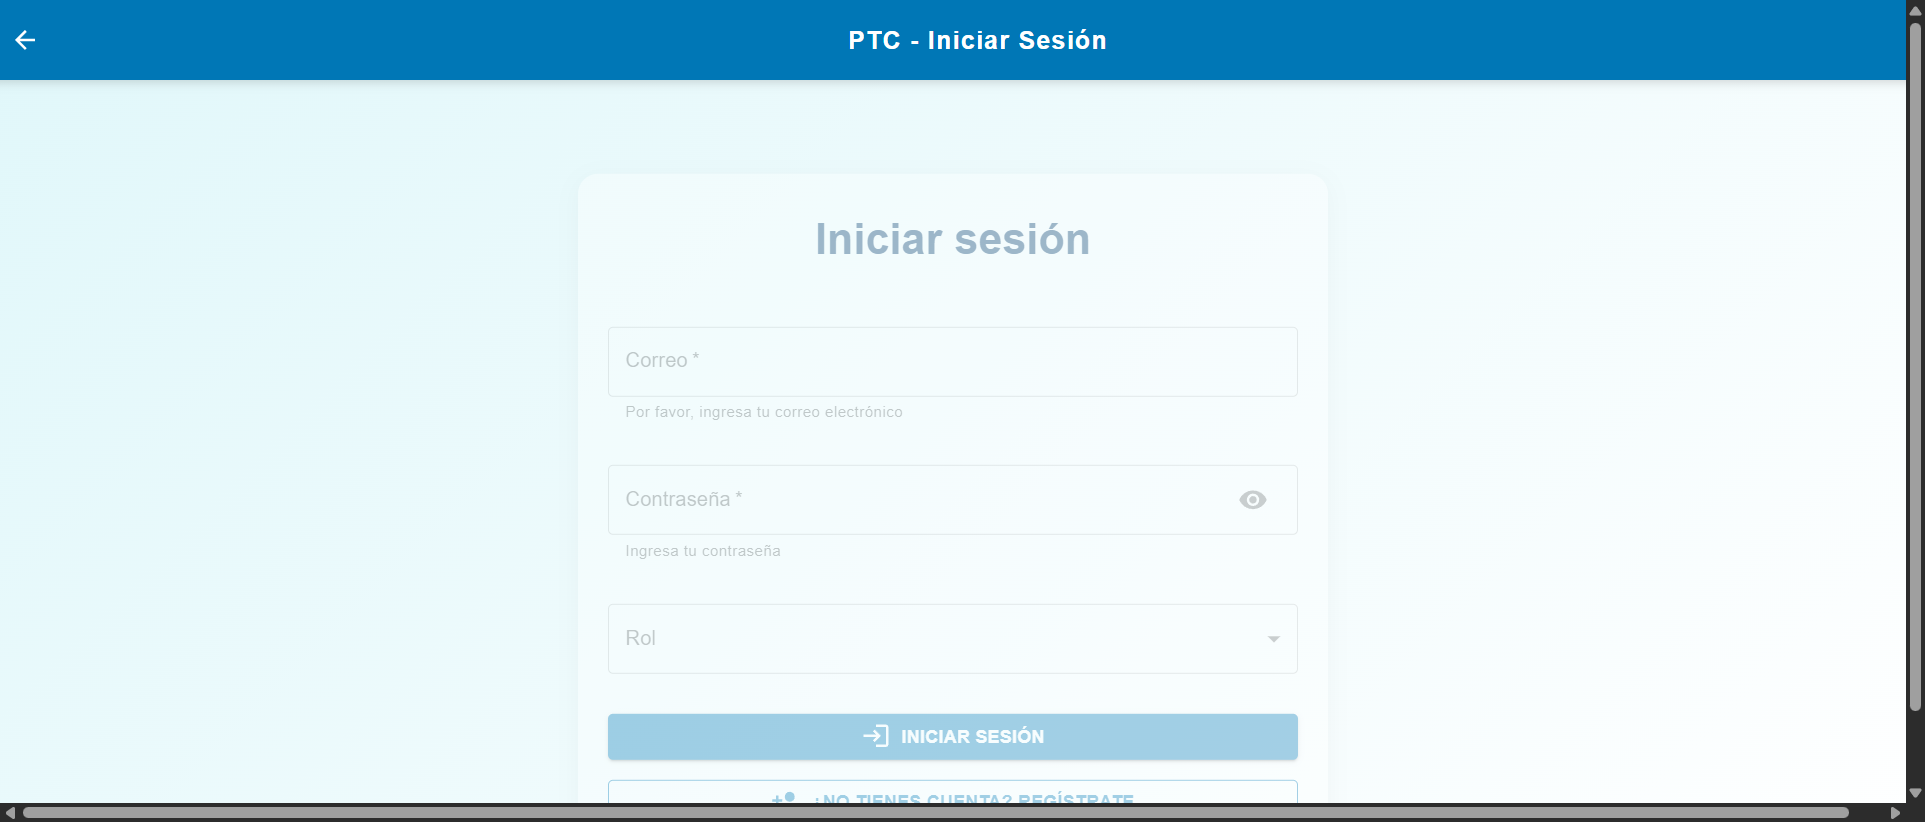 PTC - Iniciar Sesión
Iniciar sesión
Correo *
Por favor, ingresa tu correo electrónico
Contraseña *
Ingresa tu contraseña
Rol
INICIAR SESIÓN
¿NO TIENES CUENTA? REGÍSTRATE